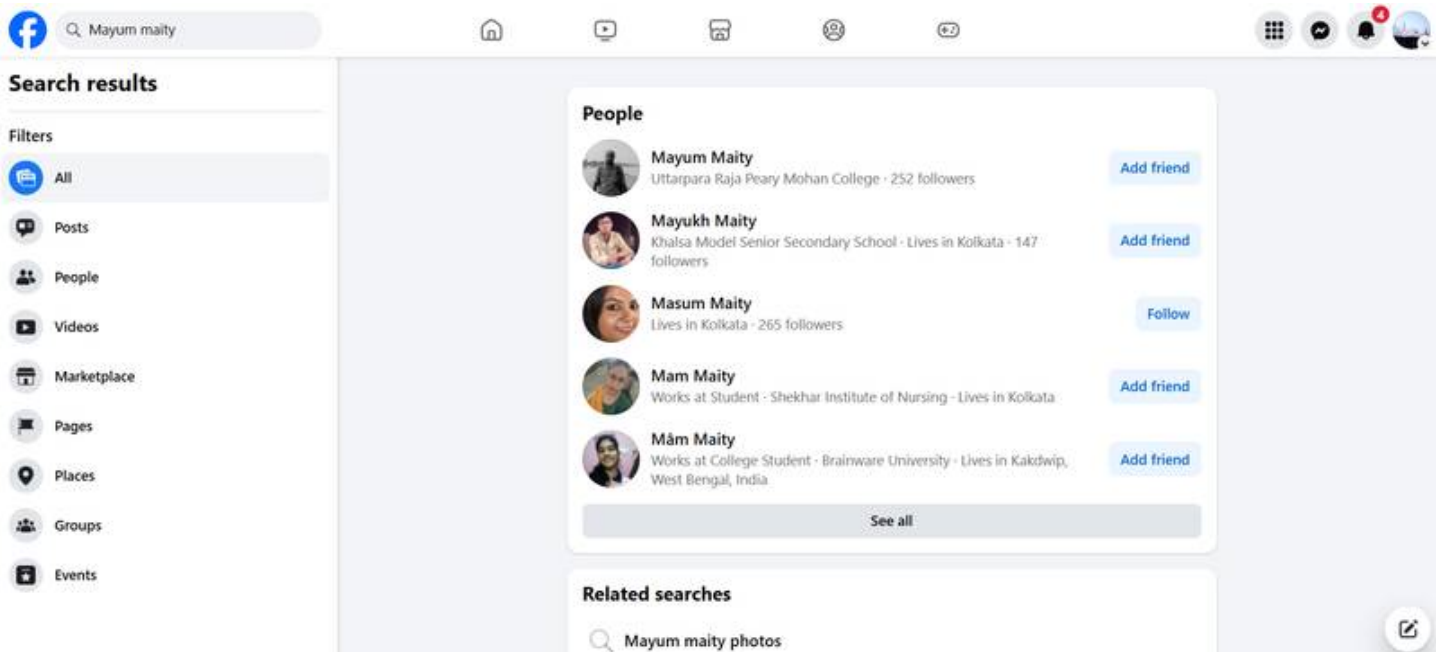 Mayum maity
4
Search results
Filters
All
Posts
People
Videos
Marketplace
Pages
Places
Groups
Events
People
Mayum Maity
Uttarpara Raja Peary Mohan College · 252 followers
Add friend
Mayukh Maity
Khalsa Model Senior Secondary School · Lives in Kolkata · 147
followers
Add friend
Masum Maity
Lives in Kolkata · 265 followers
Follow
Mam Maity
Works at Student · Shekhar Institute of Nursing · Lives in Kolkata
Add friend
Mâm Maity
Works at College Student · Brainware University · Lives in Kakdwip,
West Bengal, India
Add friend
See all
Related searches
Mayum maity photos